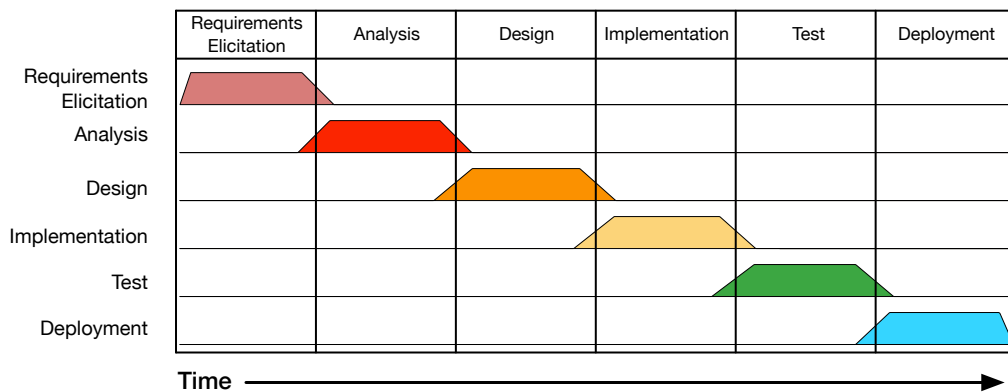 Requirements
Elicitation
Analysis
Design
Implementation
Test
Deployment
Requirements
Elicitation
Analysis
Design
Implementation
Test
Deployment
Time